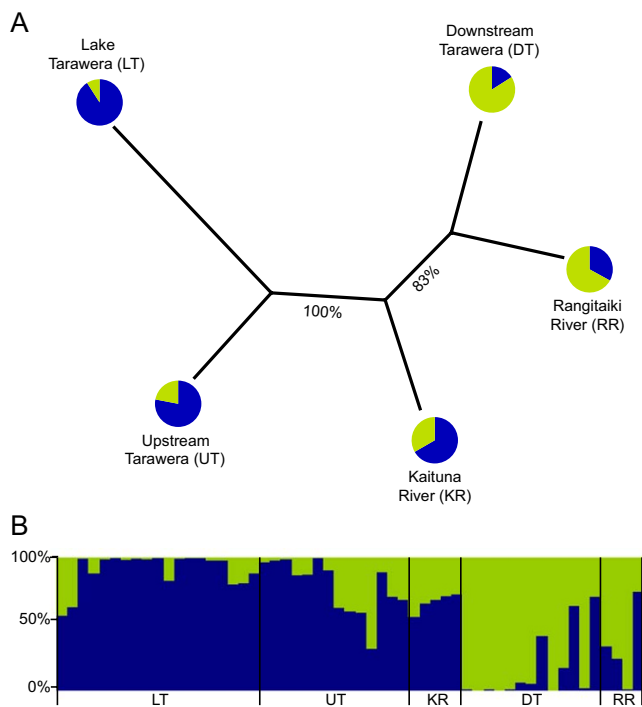 A
Lake
Tarawera (LT)
Downstream
Tarawera (DT)
83%
100%
Rangitaiki
River (RR)
Upstream
Tarawera (UT)
Kaituna
River (KR)
B
100%
50%
0%
LT UT KR DT RR